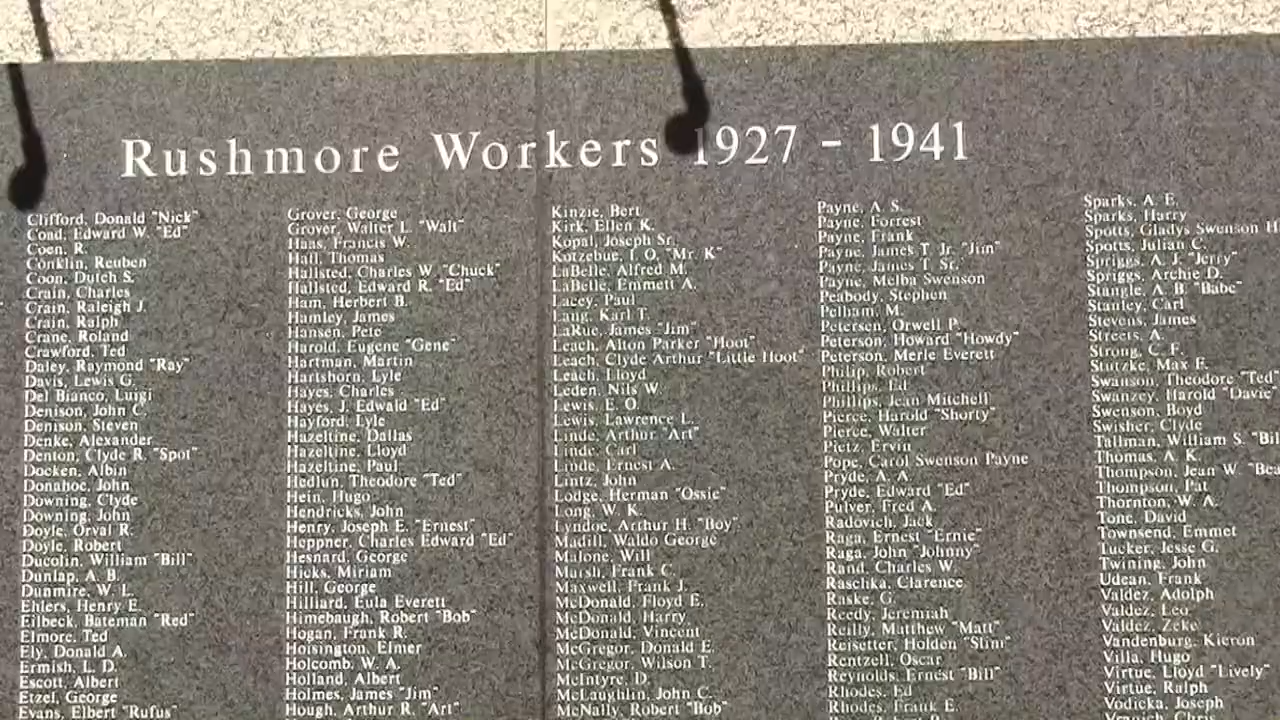 Rushmore Workers 1927 - 1941
Clifford, Donald "Nick"
Coad, Edward W. "Ed"
Coen, R.
Conklin, Reuben
Coon, Dutch S.
Crain, Charles
Crain, Raleigh J.
Crain, Ralph
Crane, Roland
Crawford, Ted
Daley, Raymond "Ray"
Davis, Lewis G.
Del Bianco, Luigi
Denison, John C.
Denison, Steven
Denke, Alexander
Denton, Clyde R. "Spot"
Docken, Albin
Donahoe, John
Downing, Clyde
Downing, John
Doyle, Orval R.
Doyle, Robert
Ducolin, William "Bill"
Dunlap, A. B.
Dunmire, W. L.
Ehlers, Henry E.
Eilbeck, Bateman "Red"
Elmore, Ted
Ely, Donald A.
Ermish, L. D.
Escott, Albert
Etzel, George
Evans, Elbert "Rufus"
Grover, George
Grover, Walter L. "Walt"
Haas, Francis W.
Hall, Thomas
Hallsted, Charles W. "Chuck"
Hallsted, Edward R. "Ed"
Ham, Herbert B.
Hamley, James
Hansen, Pete
Harold, Eugene "Gene"
Hartman, Martin
Hartshorn, Lyle
Hayes, Charles
Hayes, J. Edwald "Ed"
Hayford, Lyle
Hazeltine, Dallas
Hazeltine, Lloyd
Hazeltine, Paul
Hedlun, Theodore "Ted"
Hein, Hugo
Hendricks, John
Henry, Joseph E. "Ernest"
Heppner, Charles Edward "Ed"
Hesnard, George
Hicks, Miriam
Hill, George
Hilliard, Eula Everett
Himebaugh, Robert "Bob"
Hogan, Frank R.
Hoisington, Elmer
Holcomb, W. A.
Holland, Albert
Holmes, James "Jim"
Hough, Arthur R. "Art"
Kinzie, Bert
Kirk, Ellen K.
Kopal, Joseph Sr.
Kotzebue, I. O. "Mr. K"
LaBelle, Alfred M.
LaBelle, Emmett A.
Lacey, Paul
Lang, Karl T.
LaRue, James "Jim"
Leach, Alton Parker "Hoot"
Leach, Clyde Arthur "Little Hoot"
Leach, Lloyd
Leden, Nils W.
Lewis, E. O.
Lewis, Lawrence L.
Linde, Arthur "Art"
Linde, Carl
Linde, Ernest A.
Lintz, John
Lodge, Herman "Ossie"
Long, W. K.
Lyndoe, Arthur H. "Boy"
Madill, Waldo George
Malone, Will
Marsh, Frank C.
Maxwell, Frank J.
McDonald, Floyd E.
McDonald, Harry
McDonald, Vincent
McGregor, Donald E.
McGregor, Wilson T.
McIntyre, D.
McLaughlin, John C.
McNally, Robert "Bob"
Payne, A. S.
Payne, Forrest
Payne, Frank
Payne, James T. Jr. "Jim"
Payne, James T. Sr.
Payne, Melba Swenson
Peabody, Stephen
Pelham, M.
Petersen, Orwell P.
Peterson, Howard "Howdy"
Peterson, Merle Everett
Philip, Robert
Phillips, Ed
Phillips, Jean Mitchell
Pierce, Harold "Shorty"
Pierce, Walter
Pietz, Ervin
Pope, Carol Swenson Payne
Pryde, A. A.
Pryde, Edward "Ed"
Pulver, Fred A.
Radovich, Jack
Raga, Ernest "Ernie"
Raga, John "Johnny"
Rand, Charles W.
Raschka, Clarence
Raske, G.
Reedy, Jeremiah
Reilly, Matthew "Matt"
Reisetter, Holden "Slim"
Rentzell, Oscar
Reynolds, Ernest "Bill"
Rhodes, Ed
Rhodes, Frank E.
Sparks, A. E.
Sparks, Harry
Spotts, Gladys Swenson H
Spotts, Julian C.
Spriggs, A. J. "Jerry"
Spriggs, Archie D.
Stangle, A. B. "Babe"
Stanley, Carl
Stevens, James
Streets, A.
Strong, C. F.
Stutzke, Max F.
Swanson, Theodore "Ted"
Swanzey, Harold "Davie"
Swenson, Boyd
Swisher, Clyde
Tallman, William S. "Bil
Thomas, A. K.
Thompson, Jean W. "Bea
Thompson, Pat
Thornton, W. A.
Tone, David
Townsend, Emmet
Tucker, Jesse G.
Twining, John
Udean, Frank
Valdez, Adolph
Valdez, Leo
Valdez, Zeke
Vandenburg, Kieron
Villa, Hugo
Virtue, Lloyd "Lively"
Virtue, Ralph
Vodicka, Joseph